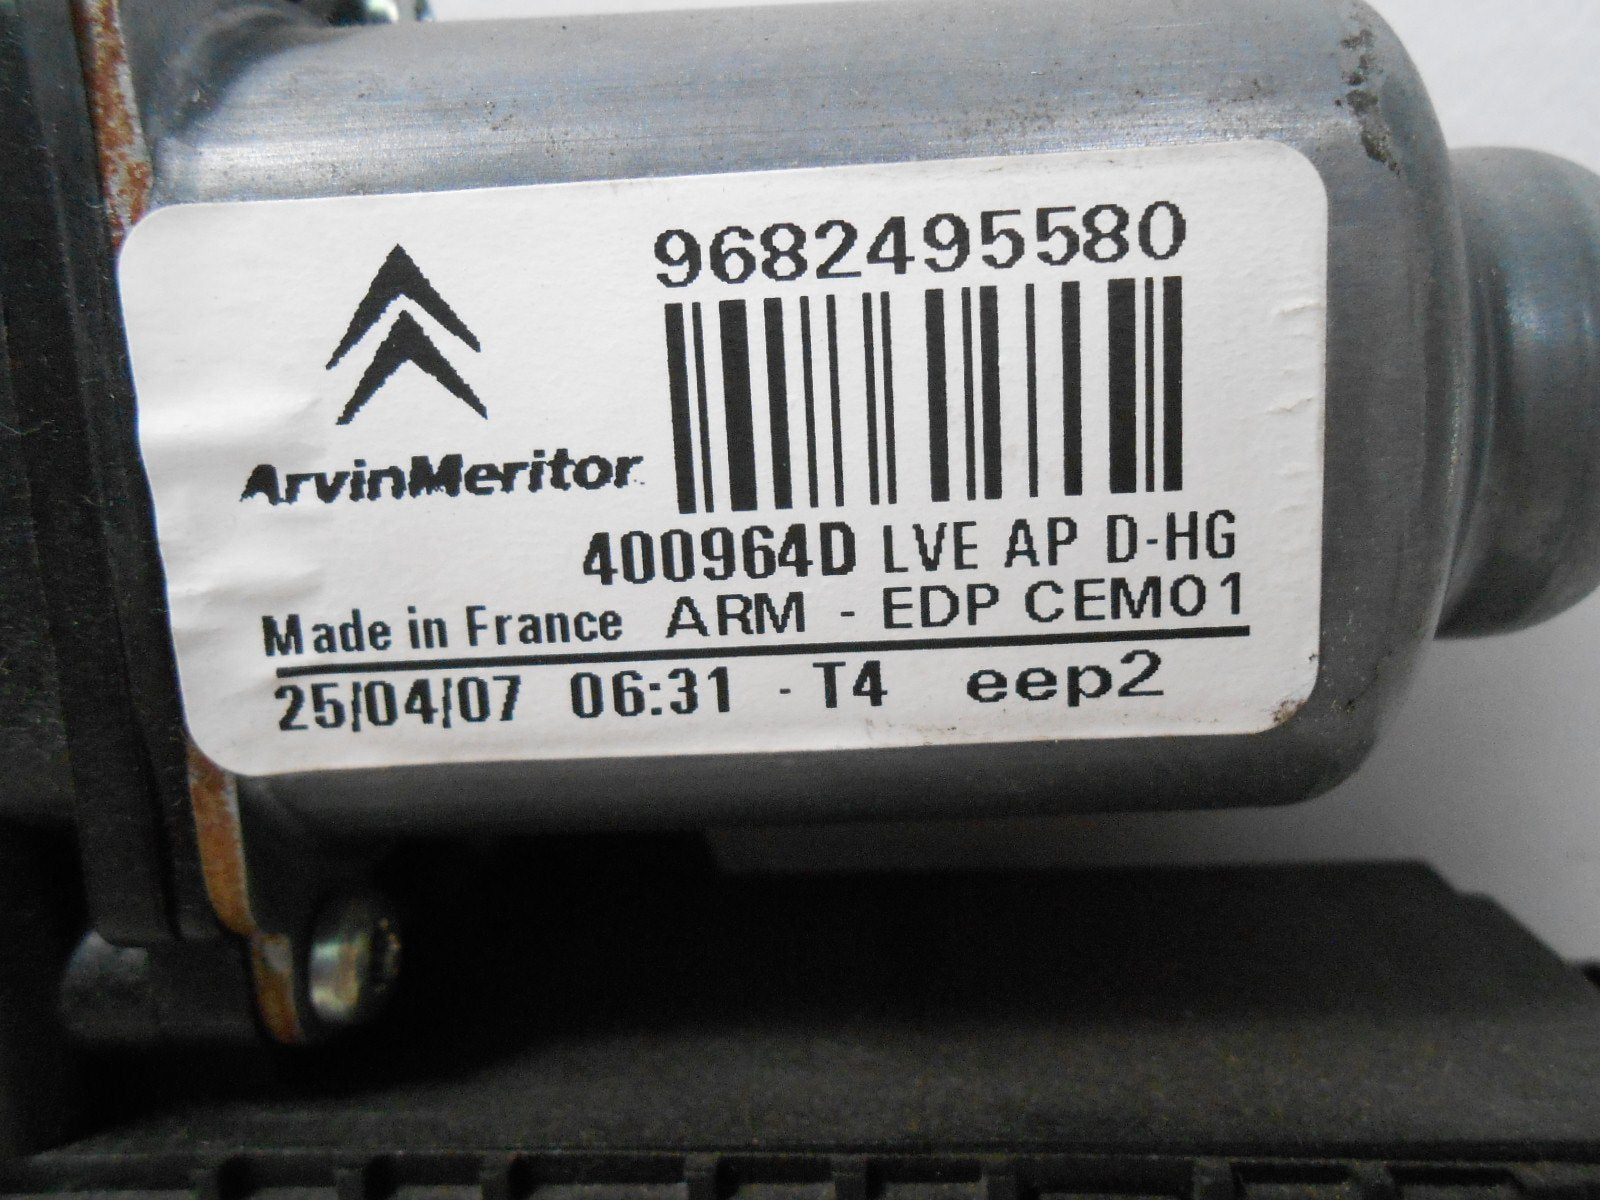 9682495580
ArvinMeritor
400964D LVE AP D-HG
Made in France ARM - EDP CEM01
25/04/07 06:31 - T4 eep2